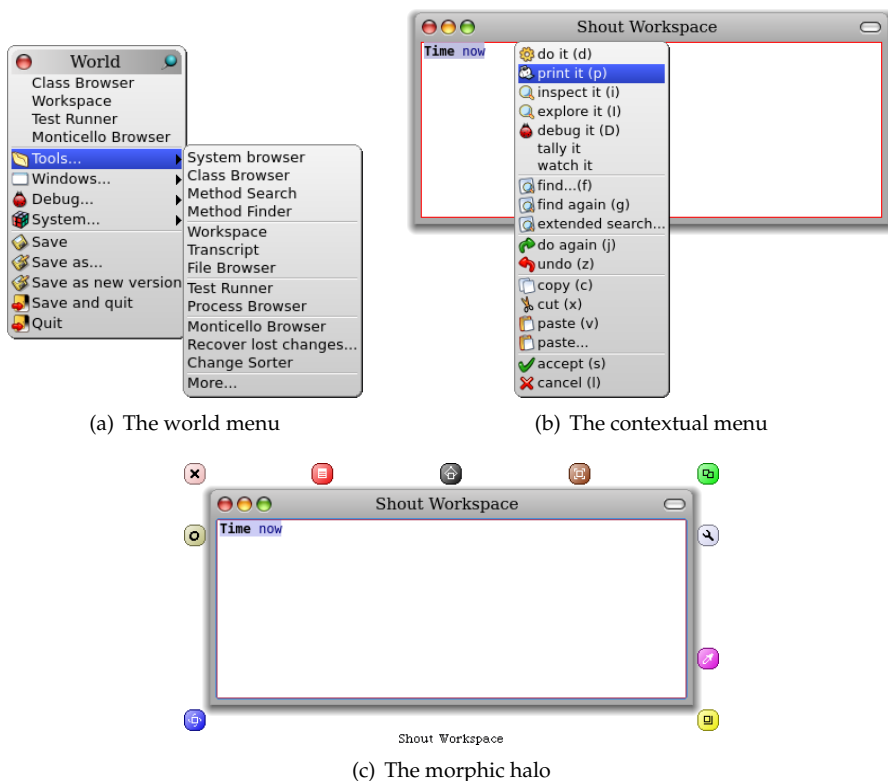 World
Class Browser
Workspace
Test Runner
Monticello Browser
Tools...
Windows...
Debug...
System...
Save
Save as...
Save as new version
Save and quit
Quit
System browser
Class Browser
Method Search
Method Finder
Workspace
Transcript
File Browser
Test Runner
Process Browser
Monticello Browser
Recover lost changes...
Change Sorter
More...
(a) The world menu
Shout Workspace
Time now
do it (d)
print it (p)
inspect it (i)
explore it (I)
debug it (D)
tally it
watch it
find...(f)
find again (g)
extended search...
do again (j)
undo (z)
copy (c)
cut (x)
paste (v)
paste...
accept (s)
cancel (l)
(b) The contextual menu
Shout Workspace
Time now
Shout Workspace
(c) The morphic halo